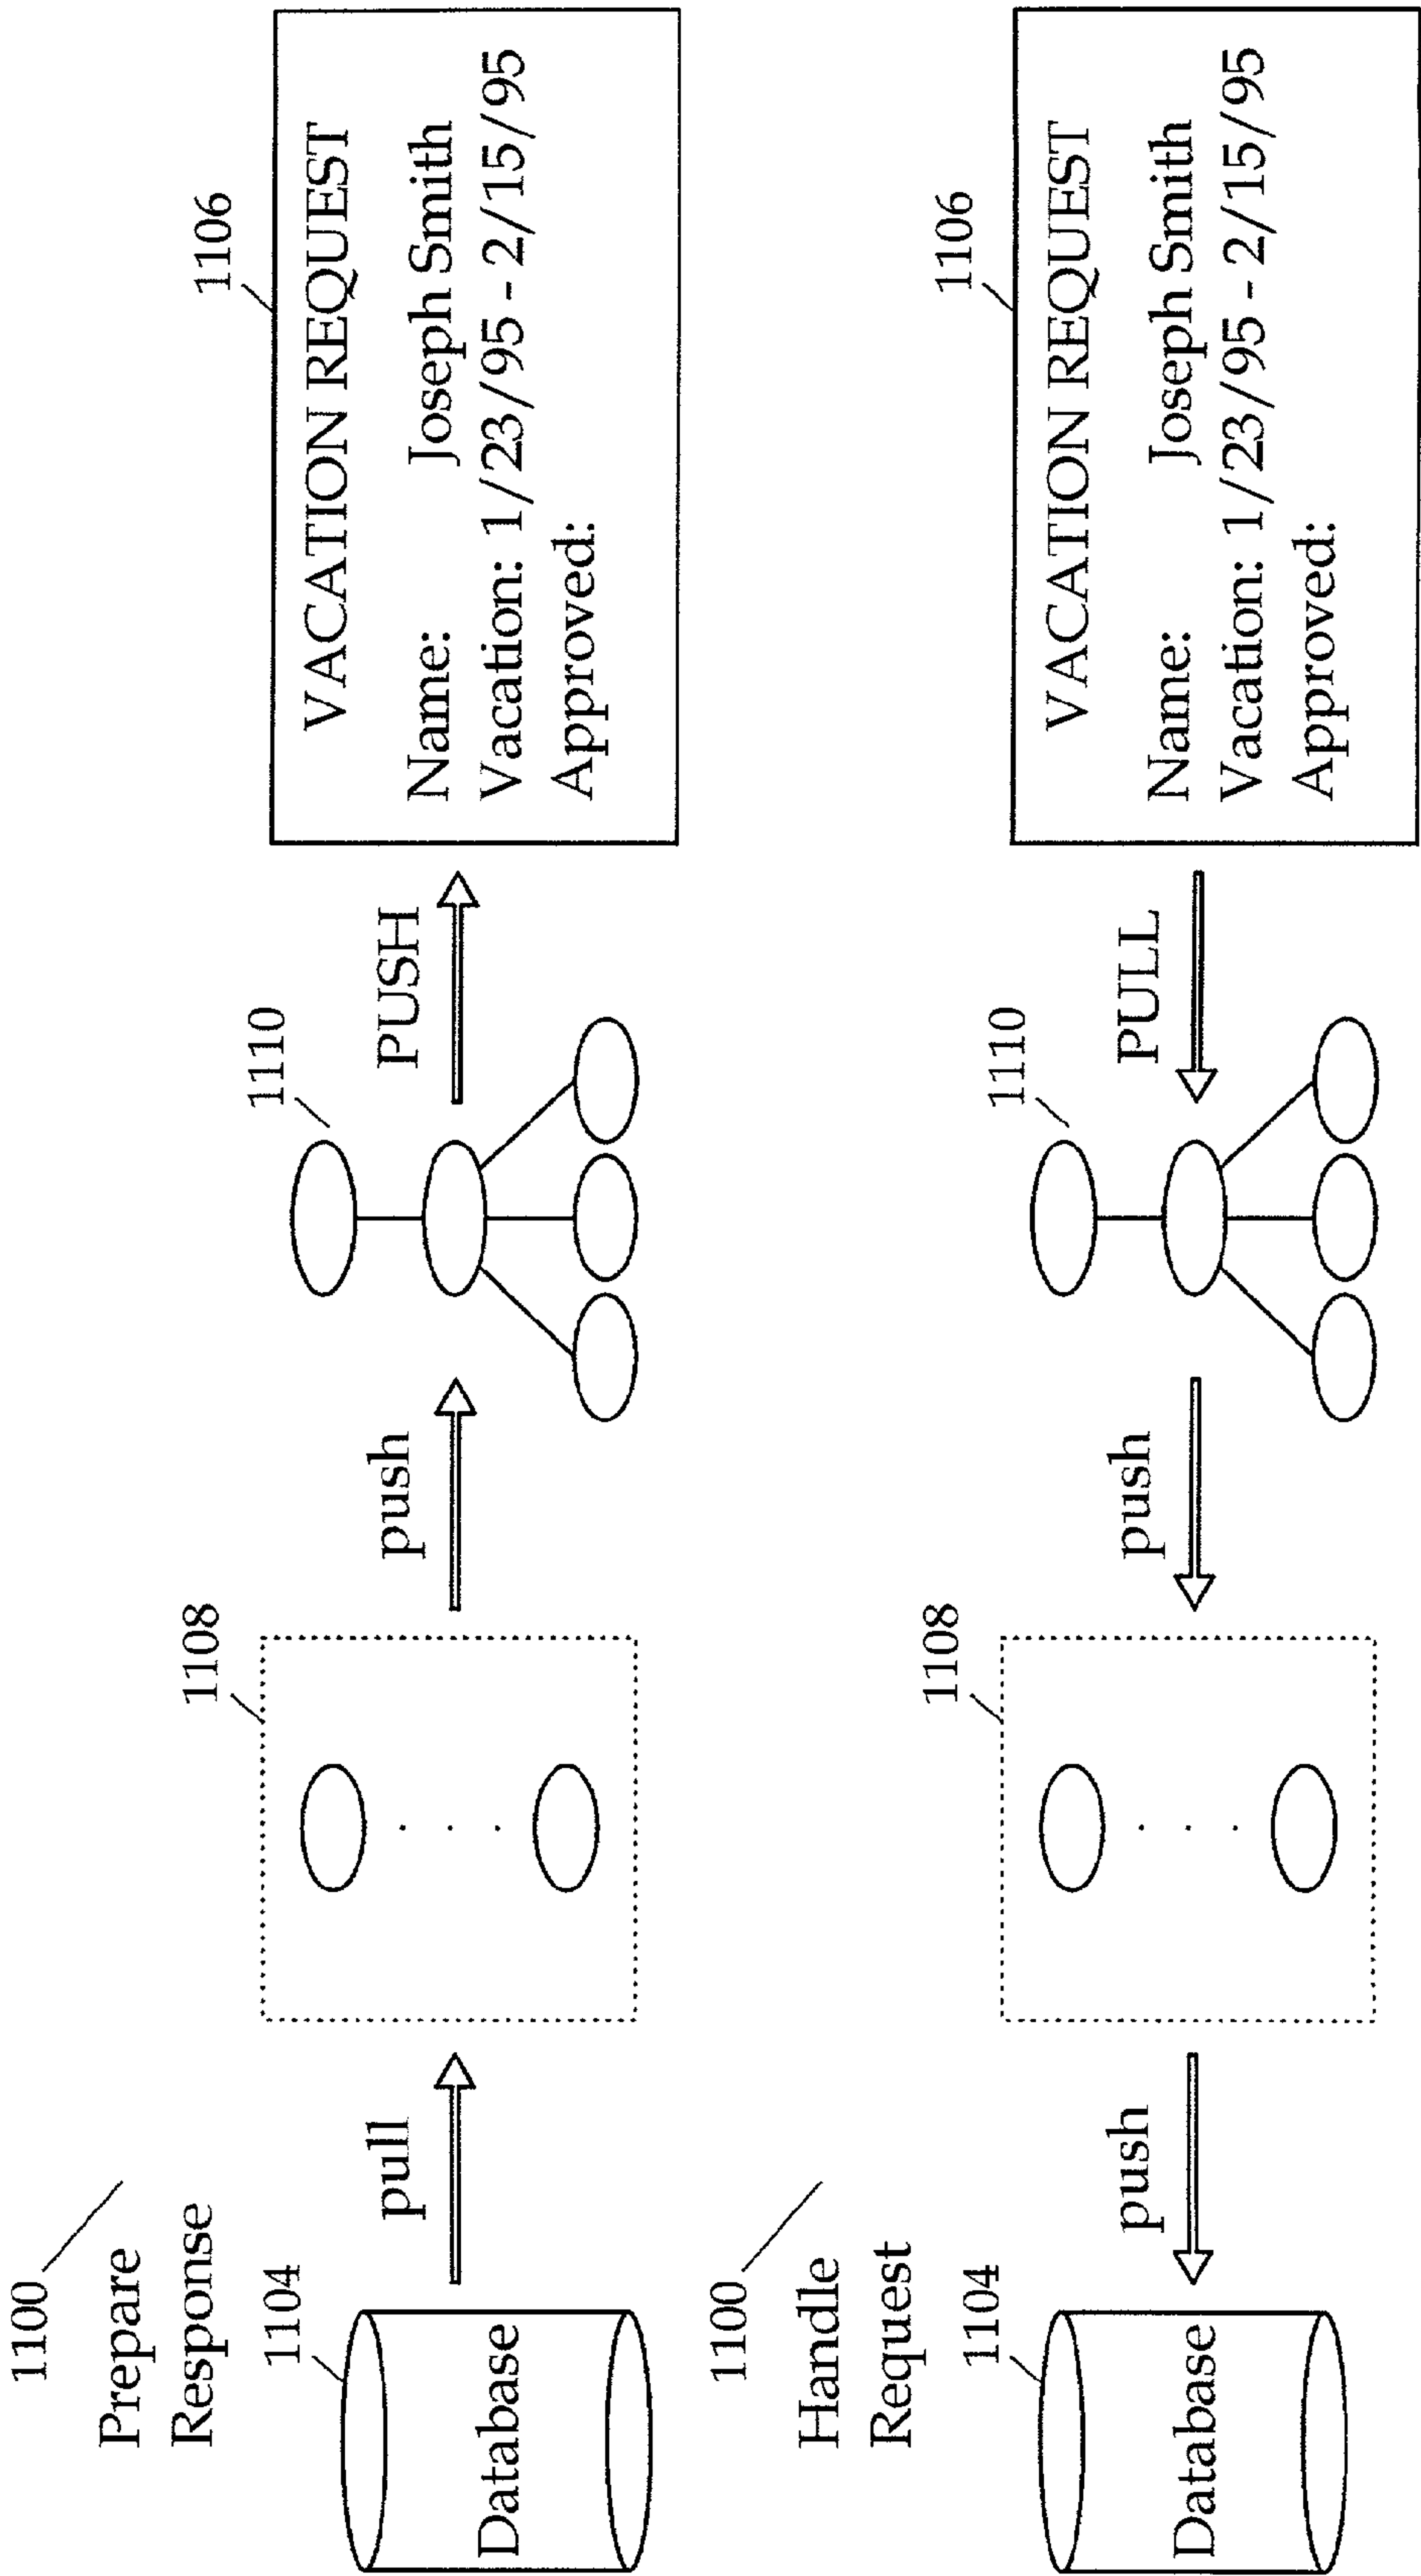 1100
Prepare
Response
1104
Database
pull
1108
push
1110
PUSH
1106
VACATION REQUEST
Name: Joseph Smith
Vacation: 1/23/95 - 2/15/95
Approved:
1100
Handle
Request
1104
Database
push
1108
push
1110
PULL
1106
VACATION REQUEST
Name: Joseph Smith
Vacation: 1/23/95 - 2/15/95
Approved: